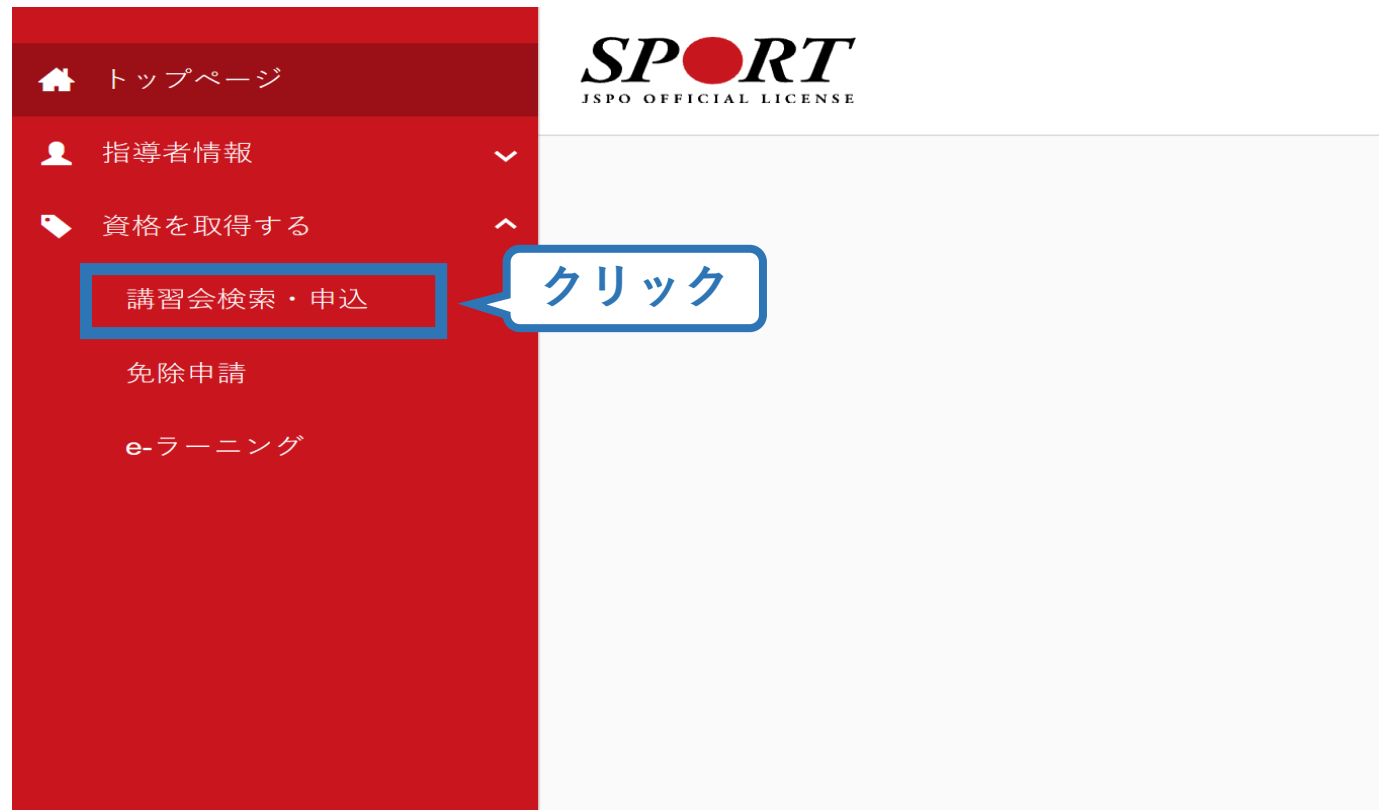 トップページ
指導者情報
資格を取得する
講習会検索・申込
免除申請
e-ラーニング
SPORT
JSPO OFFICIAL LICENSE
クリック